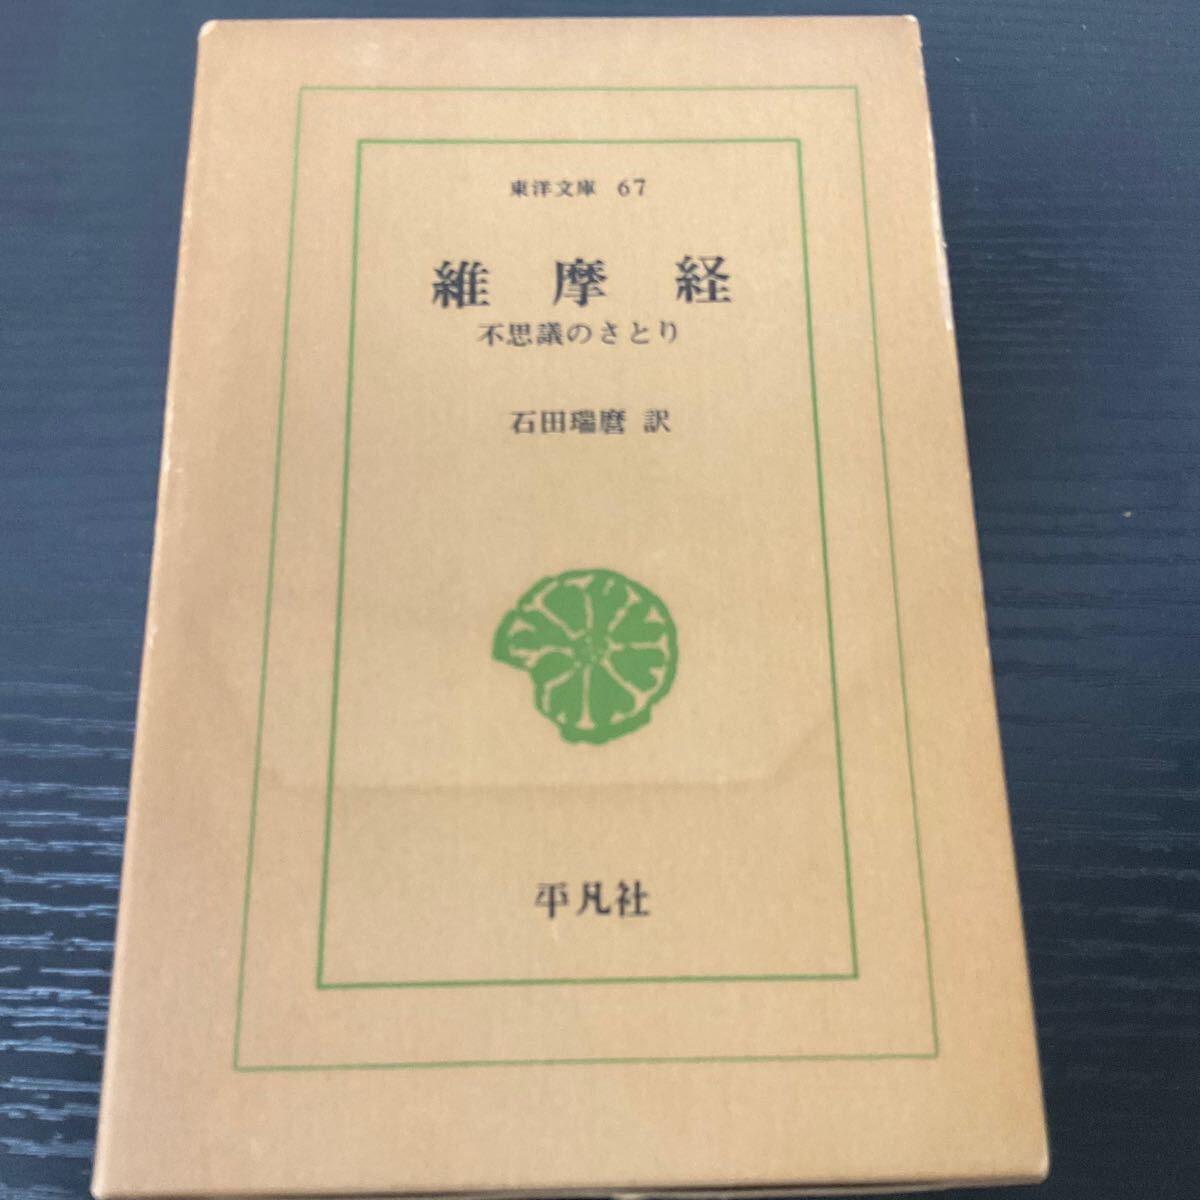 東洋文庫 67
維摩経
不思議のさとり
石田瑞麿 訳
平凡社